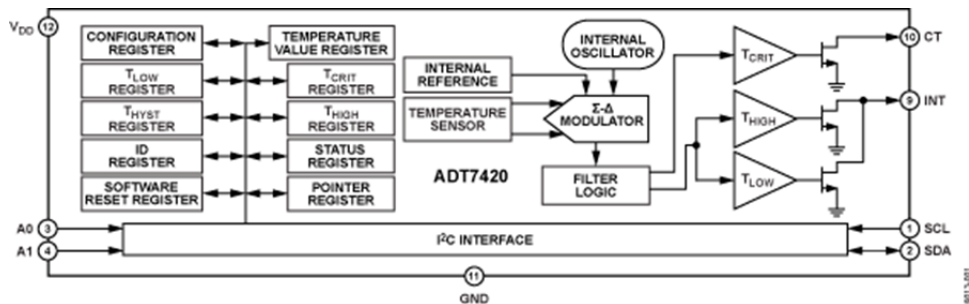 VDD
12
CONFIGURATION
REGISTER
TEMPERATURE
VALUE REGISTER
TLOW
REGISTER
TCRIT
REGISTER
THYST
REGISTER
THIGH
REGISTER
ID
REGISTER
STATUS
REGISTER
SOFTWARE
RESET REGISTER
POINTER
REGISTER
INTERNAL
REFERENCE
TEMPERATURE
SENSOR
INTERNAL
OSCILLATOR
Σ-Δ
MODULATOR
FILTER
LOGIC
ADT7420
TCRIT
THIGH
TLOW
10 CT
9 INT
A0 3
A1 4
I2C INTERFACE
1 SCL
2 SDA
11
GND